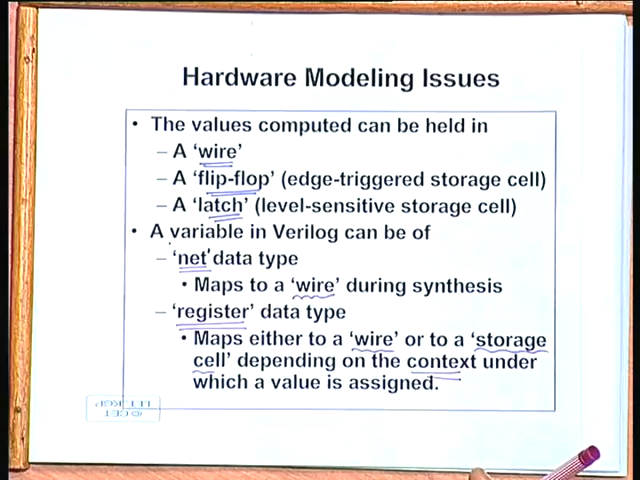 Hardware Modeling Issues
• The values computed can be held in
– A ‘wire’
– A ‘flip-flop’ (edge-triggered storage cell)
– A ‘latch’ (level-sensitive storage cell)
• A variable in Verilog can be of
– ‘net’ data type
• Maps to a ‘wire’ during synthesis
– ‘register’ data type
• Maps either to a ‘wire’ or to a ‘storage
cell’ depending on the context under
which a value is assigned.
© CET
I.I.T. KGP